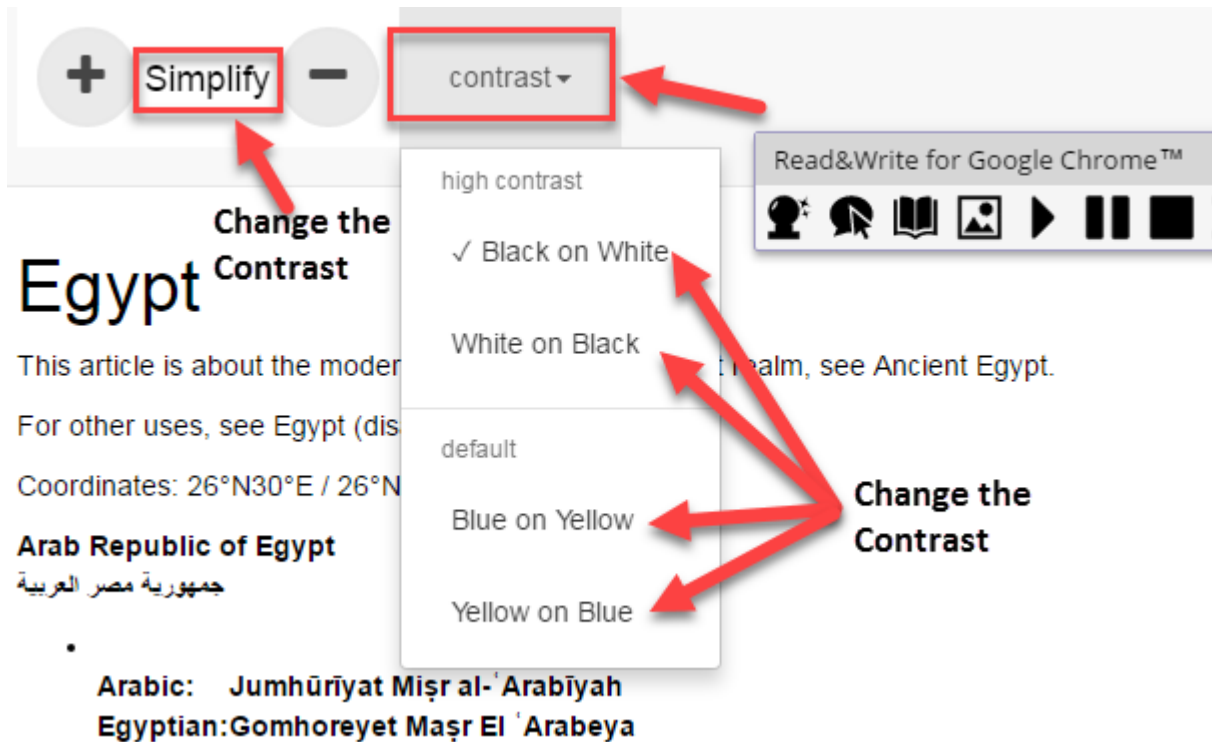 Simplify
contrast
Read&Write for Google Chrome™
high contrast
✓ Black on White
White on Black
default
Blue on Yellow
Yellow on Blue
Change the
Contrast
Change the
Contrast
Egypt
This article is about the moder
realm, see Ancient Egypt.
For other uses, see Egypt (dis
Coordinates: 26°N30°E / 26°N
Arab Republic of Egypt
جمهورية مصر العربية
Arabic: Jumhūrīyat Miṣr al-ʿArabīyah
Egyptian:Gomhoreyet Maṣr El ʿArabeya